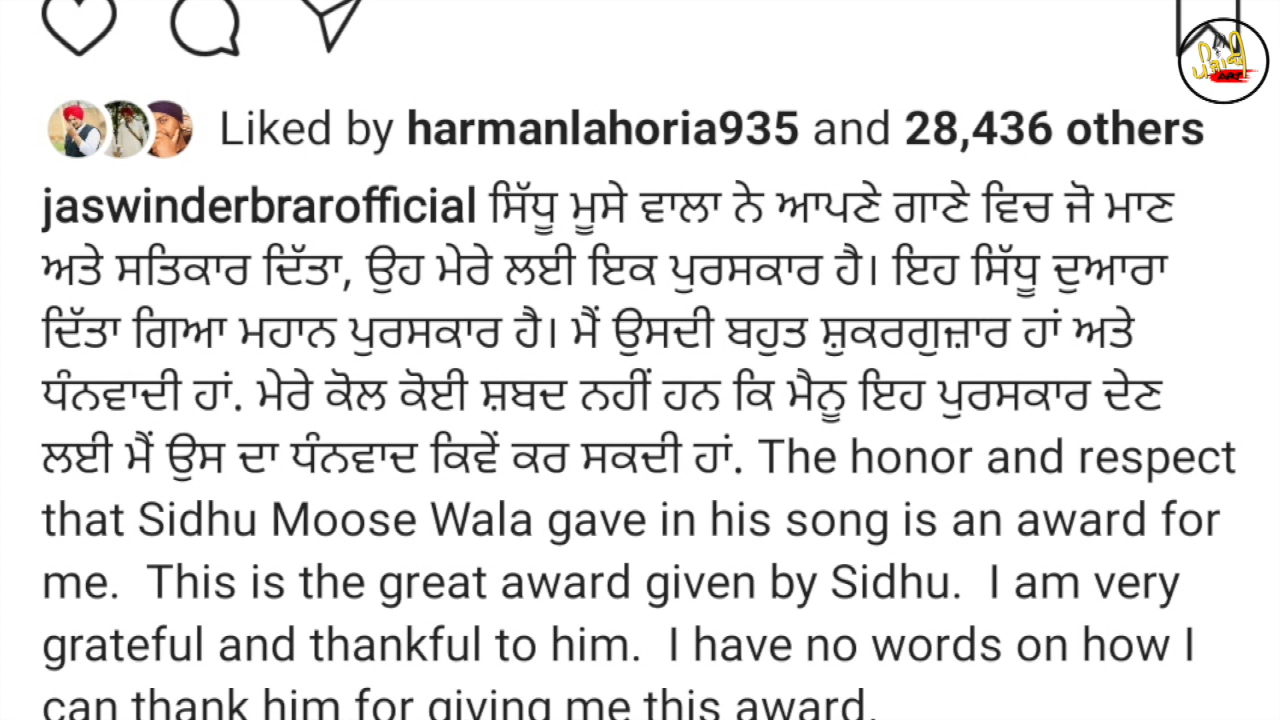 Liked by harmanlahoria935 and 28,436 others
jaswinderbrarofficial ਸਿੱਧੂ ਮੂਸੇ ਵਾਲਾ ਨੇ ਆਪਣੇ ਗਾਣੇ ਵਿਚ ਜੋ ਮਾਣ
ਅਤੇ ਸਤਿਕਾਰ ਦਿੱਤਾ, ਉਹ ਮੇਰੇ ਲਈ ਇਕ ਪੁਰਸਕਾਰ ਹੈ। ਇਹ ਸਿੱਧੂ ਦੁਆਰਾ
ਦਿੱਤਾ ਗਿਆ ਮਹਾਨ ਪੁਰਸਕਾਰ ਹੈ। ਮੈਂ ਉਸਦੀ ਬਹੁਤ ਸ਼ੁਕਰਗੁਜ਼ਾਰ ਹਾਂ ਅਤੇ
ਧੰਨਵਾਦੀ ਹਾਂ. ਮੇਰੇ ਕੋਲ ਕੋਈ ਸ਼ਬਦ ਨਹੀਂ ਹਨ ਕਿ ਮੈਨੂ ਇਹ ਪੁਰਸਕਾਰ ਦੇਣ
ਲਈ ਮੈਂ ਉਸ ਦਾ ਧੰਨਵਾਦ ਕਿਵੇਂ ਕਰ ਸਕਦੀ ਹਾਂ. The honor and respect
that Sidhu Moose Wala gave in his song is an award for
me.  This is the great award given by Sidhu.  I am very
grateful and thankful to him.  I have no words on how I
can thank him for giving me this award.